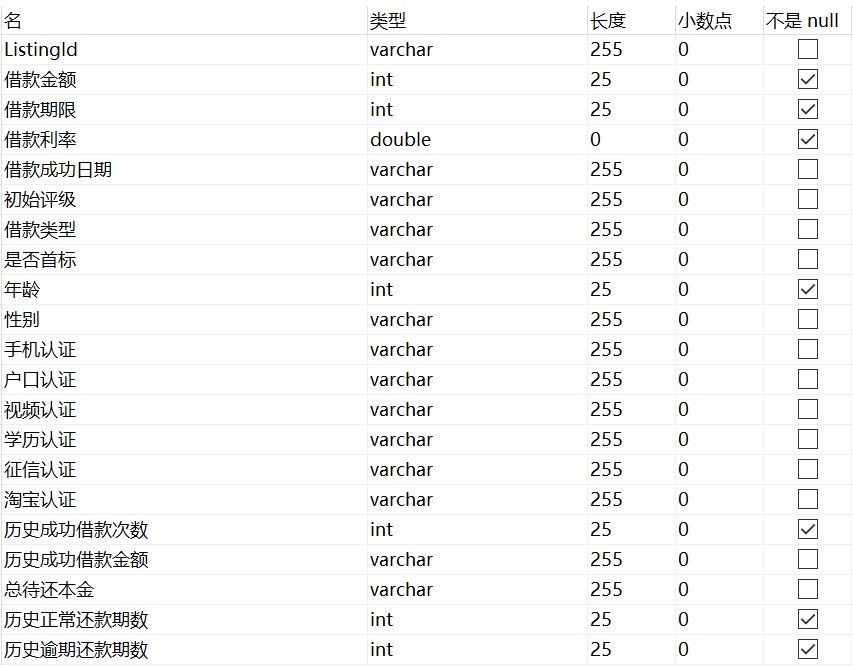 名 类型 长度 小数点 不是 null
ListingId varchar 255 0
借款金额 int 25 0
借款期限 int 25 0
借款利率 double 0 0
借款成功日期 varchar 255 0
初始评级 varchar 255 0
借款类型 varchar 255 0
是否首标 varchar 255 0
年龄 int 25 0
性别 varchar 255 0
手机认证 varchar 255 0
户口认证 varchar 255 0
视频认证 varchar 255 0
学历认证 varchar 255 0
征信认证 varchar 255 0
淘宝认证 varchar 255 0
历史成功借款次数 int 25 0
历史成功借款金额 varchar 255 0
总待还本金 varchar 255 0
历史正常还款期数 int 25 0
历史逾期还款期数 int 25 0